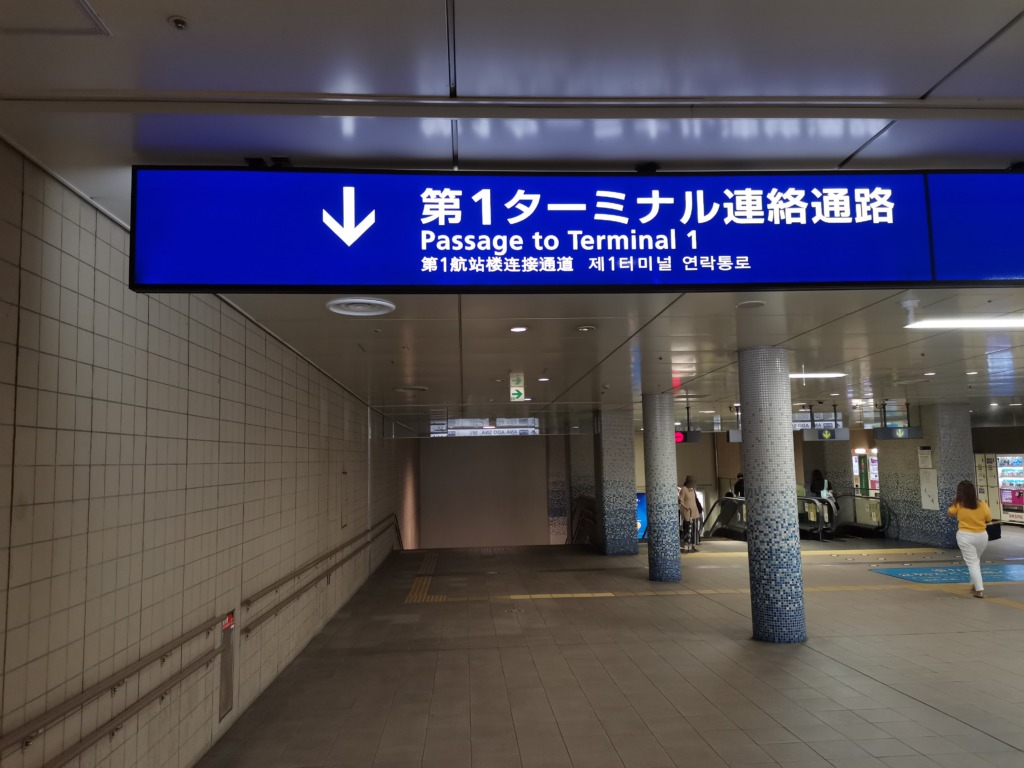 第1ターミナル連絡通路
Passage to Terminal 1
第1航站楼连接通道 제1터미널 연락통로